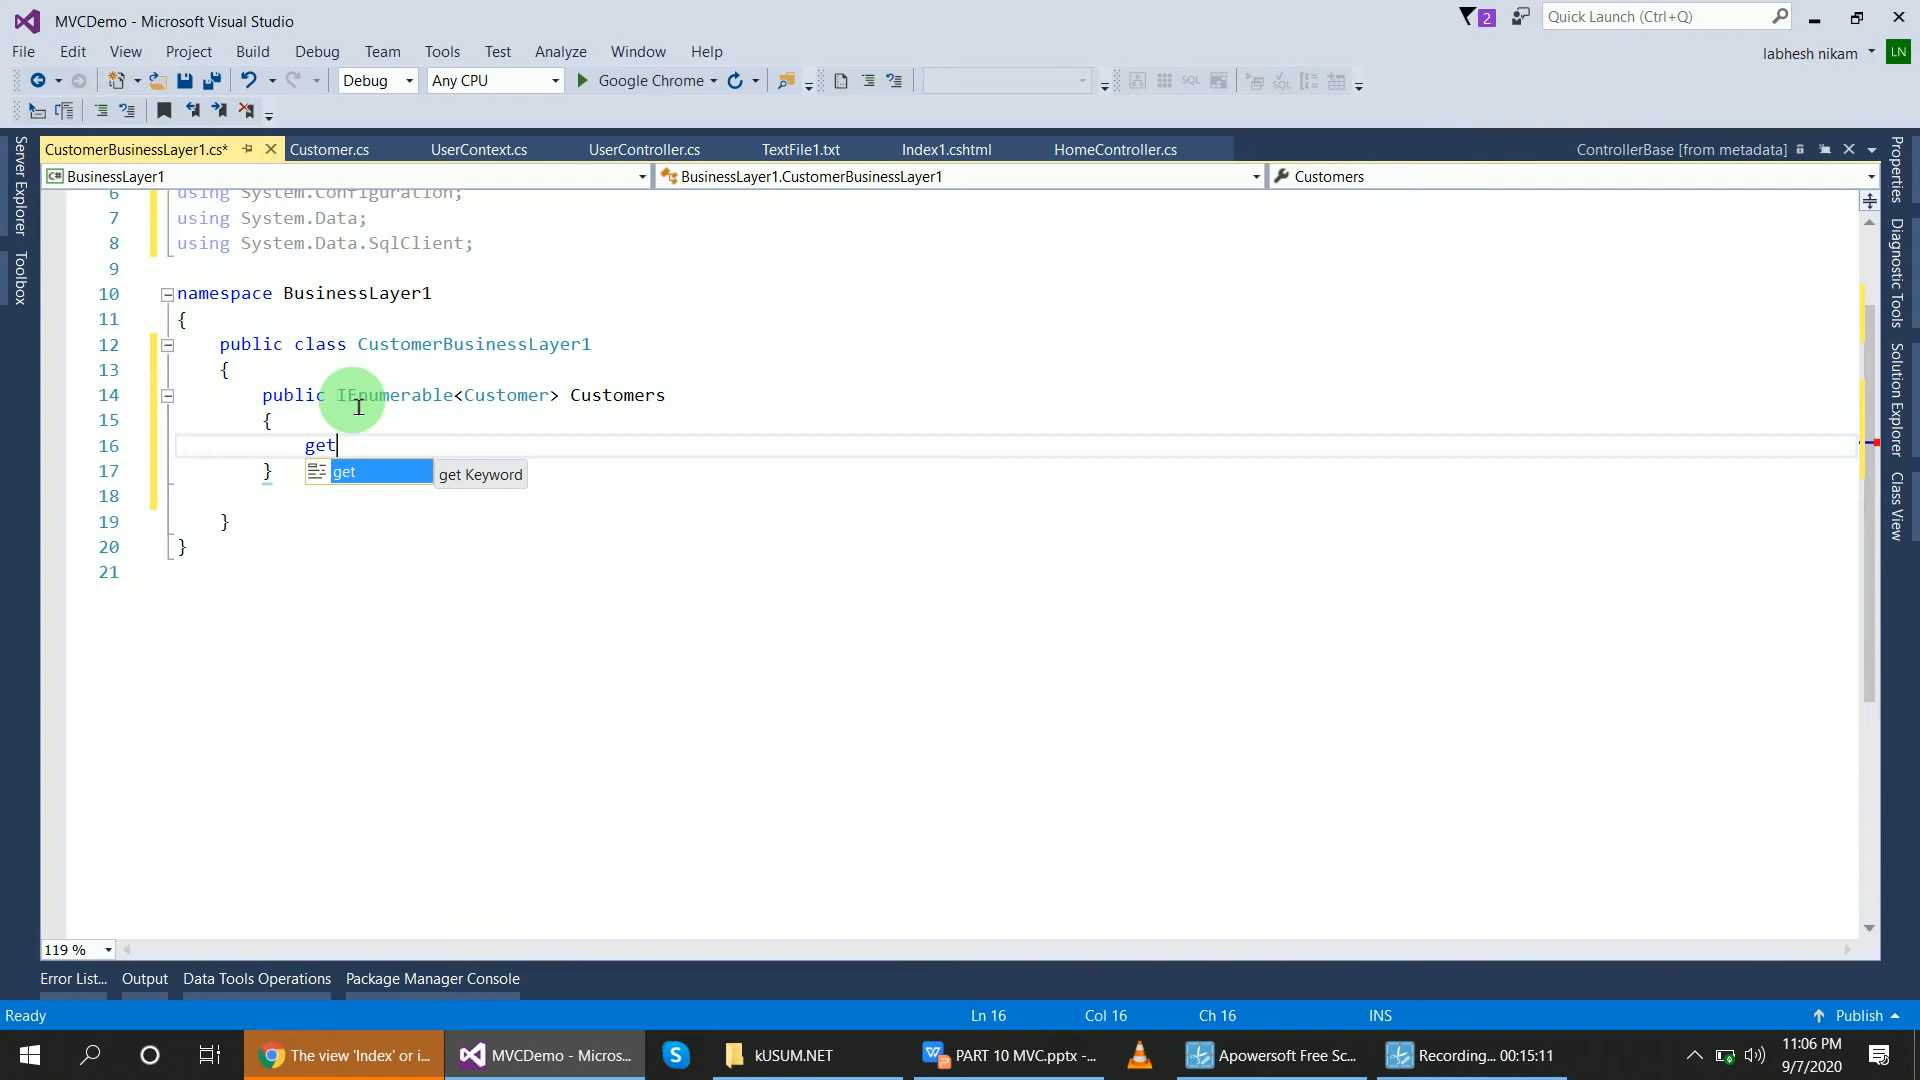 MVCDemo - Microsoft Visual Studio
2
Quick Launch (Ctrl+Q)
File Edit View Project Build Debug Team Tools Test Analyze Window Help
labhesh nikam
LN
Debug
Any CPU
Google Chrome
CustomerBusinessLayer1.cs*
Customer.cs
UserContext.cs
UserController.cs
TextFile1.txt
Index1.cshtml
HomeController.cs
ControllerBase [from metadata]
BusinessLayer1
BusinessLayer1.CustomerBusinessLayer1
Customers
Server Explorer
Toolbox
Properties
Diagnostic Tools
Solution Explorer
Class View
6 using System.Configuration;
7 using System.Data;
8 using System.Data.SqlClient;
9
10 namespace BusinessLayer1
11 {
12 public class CustomerBusinessLayer1
13 {
14 public IEnumerable<Customer> Customers
15 {
16 get
17 }
get
get Keyword
18
19 }
20 }
21
119 %
Error List...
Output
Data Tools Operations
Package Manager Console
Ready
Ln 16
Col 16
Ch 16
INS
Publish
The view 'Index' or i...
MVCDemo - Micros...
kUSUM.NET
PART 10 MVC.pptx -...
Apowersoft Free Sc...
Recording... 00:15:11
11:06 PM
9/7/2020